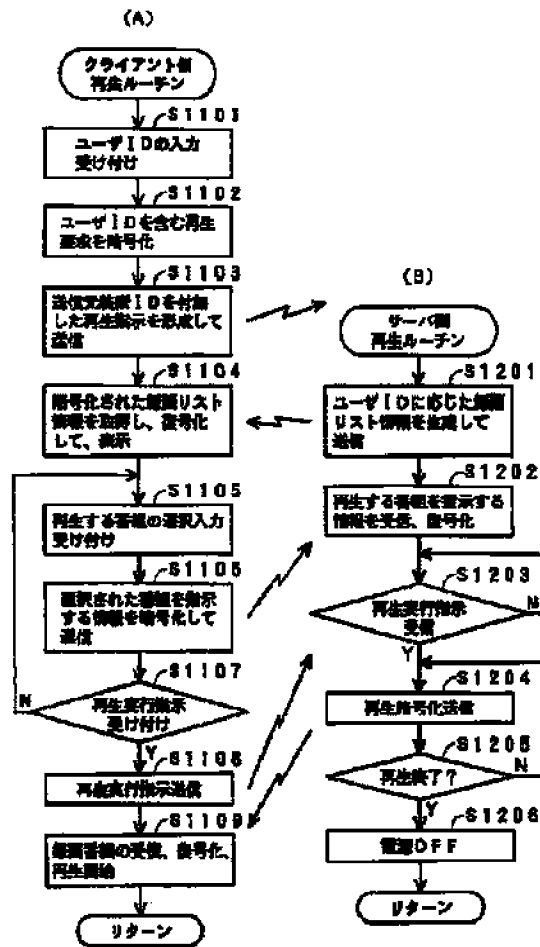 (A)
クライアント側
再生ルーチン
S1101
ユーザIDの入力
受け付け
S1102
ユーザIDを含む再生
要求を暗号化
S1103
送信元機器IDを付加
した再生指示を形成して
送信
S1104
暗号化された録画リスト
情報を取得し、復号化
して、表示
S1105
再生する番組の選択入力
受け付け
S1106
選択された番組を指示
する情報を暗号化して
送信
S1107
再生実行指示
受け付け
N
Y
S1108
再生実行指示送信
S1109
録画番組の受信、復号化、
再生開始
リターン
(B)
サーバ側
再生ルーチン
S1201
ユーザIDに応じた録画
リスト情報を生成して
送信
S1202
再生する番組を指示する
情報を受信、復号化
S1203
再生実行指示
受信
N
Y
S1204
再生暗号化送信
S1205
再生終了?
N
Y
S1206
電源OFF
リターン